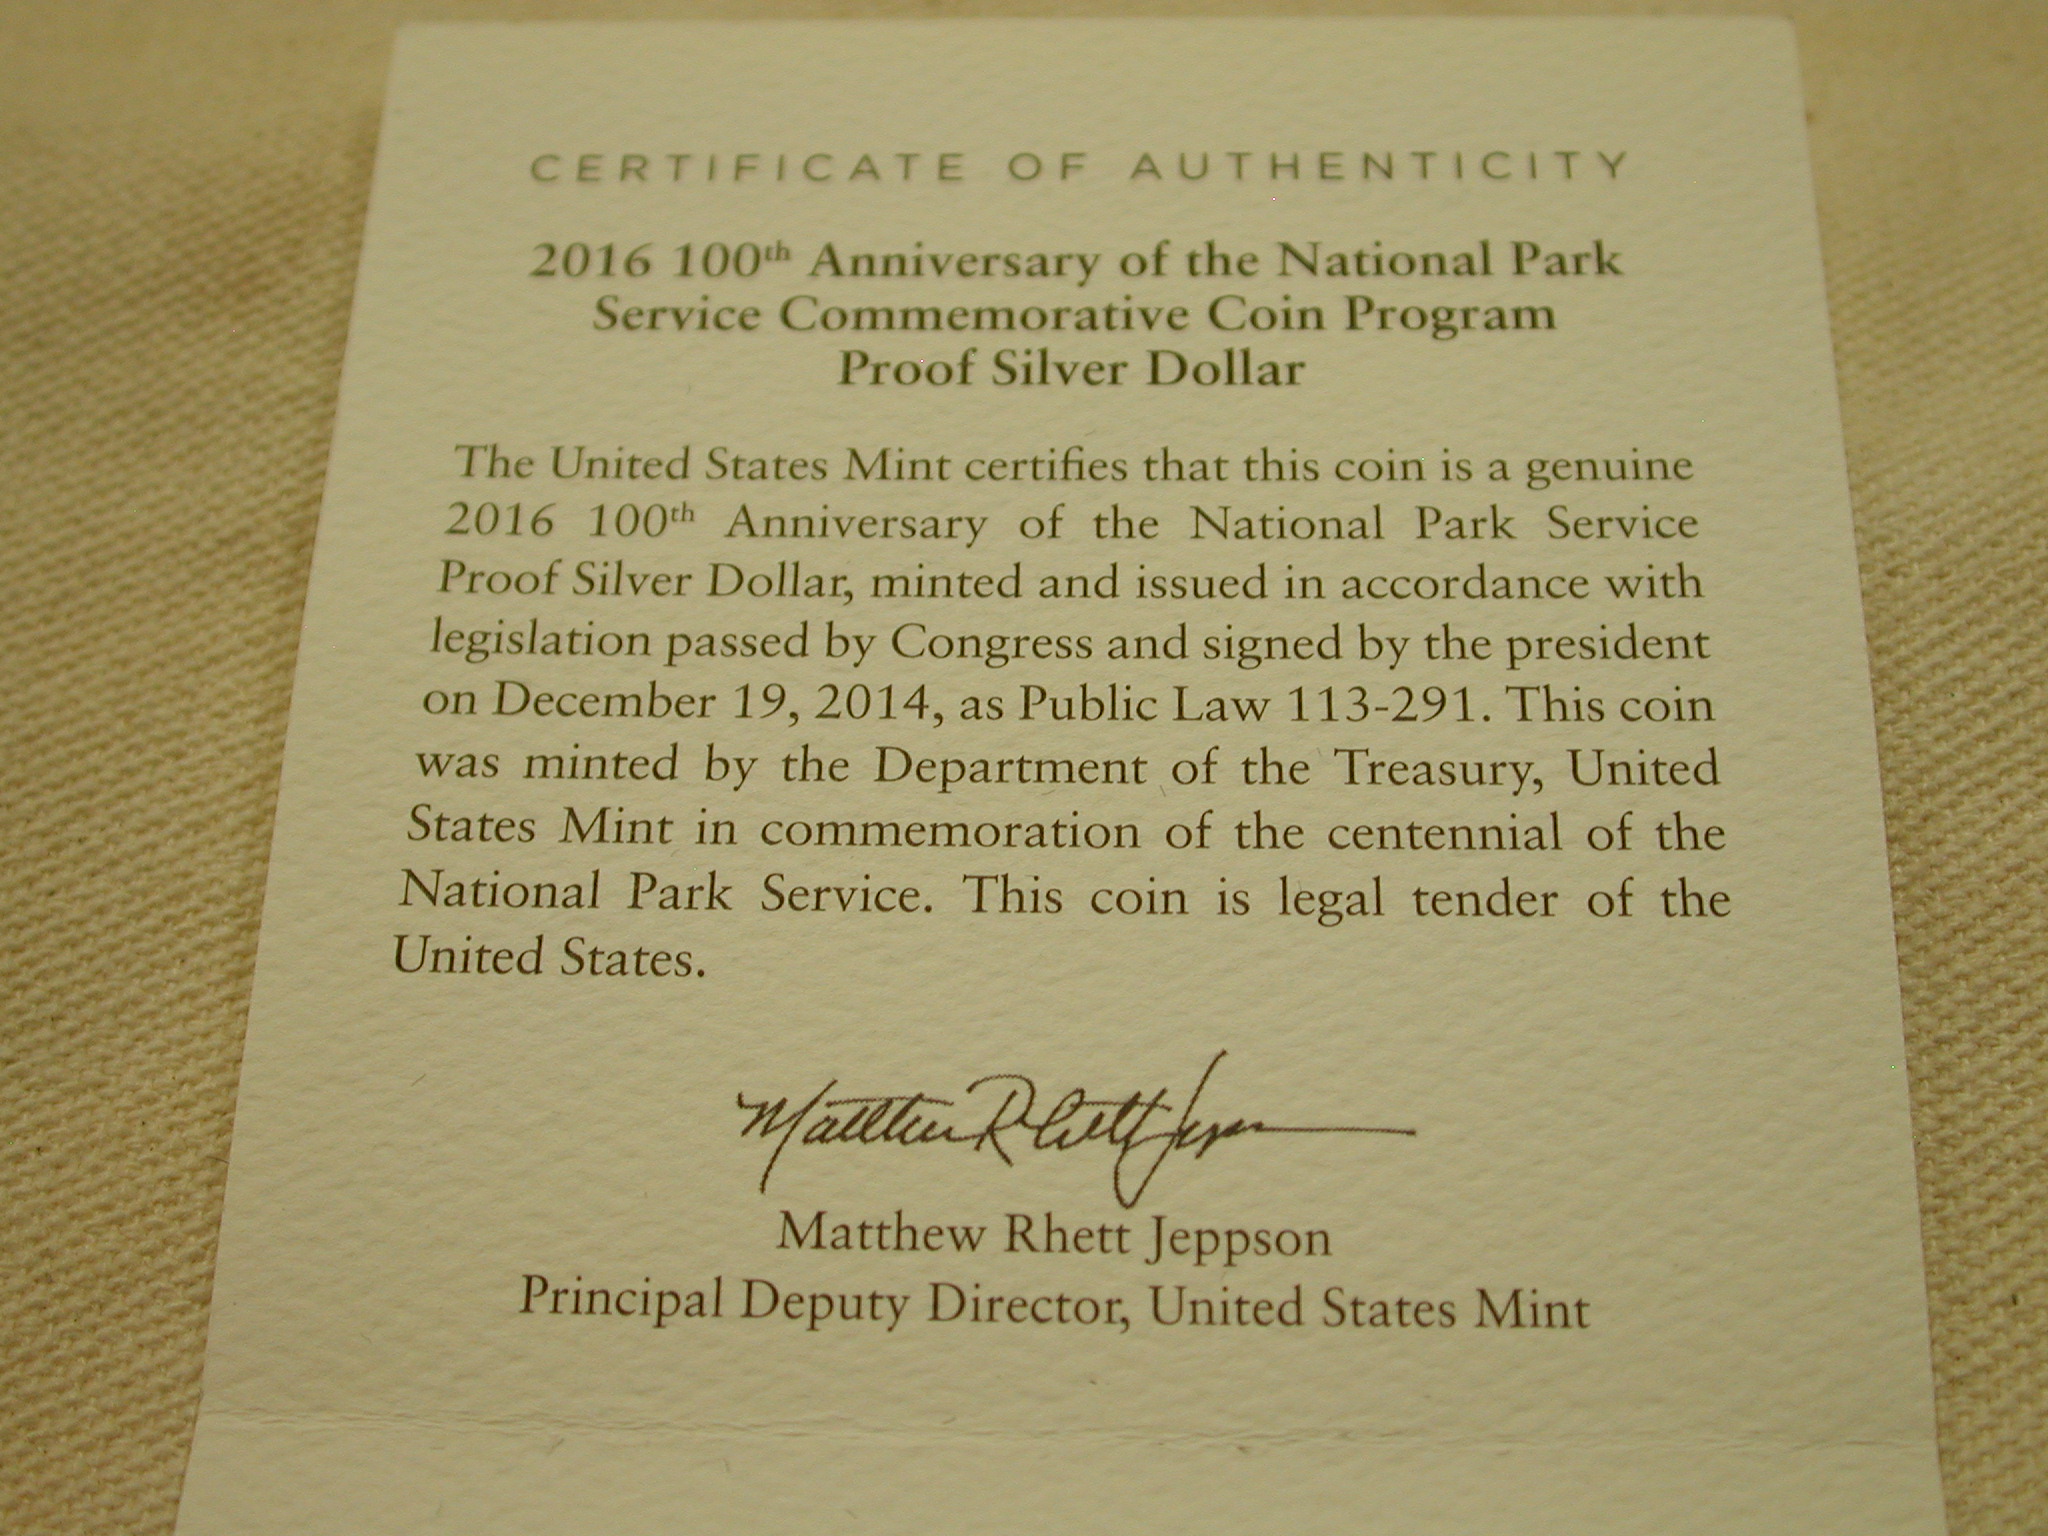 CERTIFICATE OF AUTHENTICITY
2016 100th Anniversary of the National Park
Service Commemorative Coin Program
Proof Silver Dollar
The United States Mint certifies that this coin is a genuine
2016 100th Anniversary of the National Park Service
Proof Silver Dollar, minted and issued in accordance with
legislation passed by Congress and signed by the president
on December 19, 2014, as Public Law 113-291. This coin
was minted by the Department of the Treasury, United
States Mint in commemoration of the centennial of the
National Park Service. This coin is legal tender of the
United States.
Matthew Rhett Jeppson
Matthew Rhett Jeppson
Principal Deputy Director, United States Mint